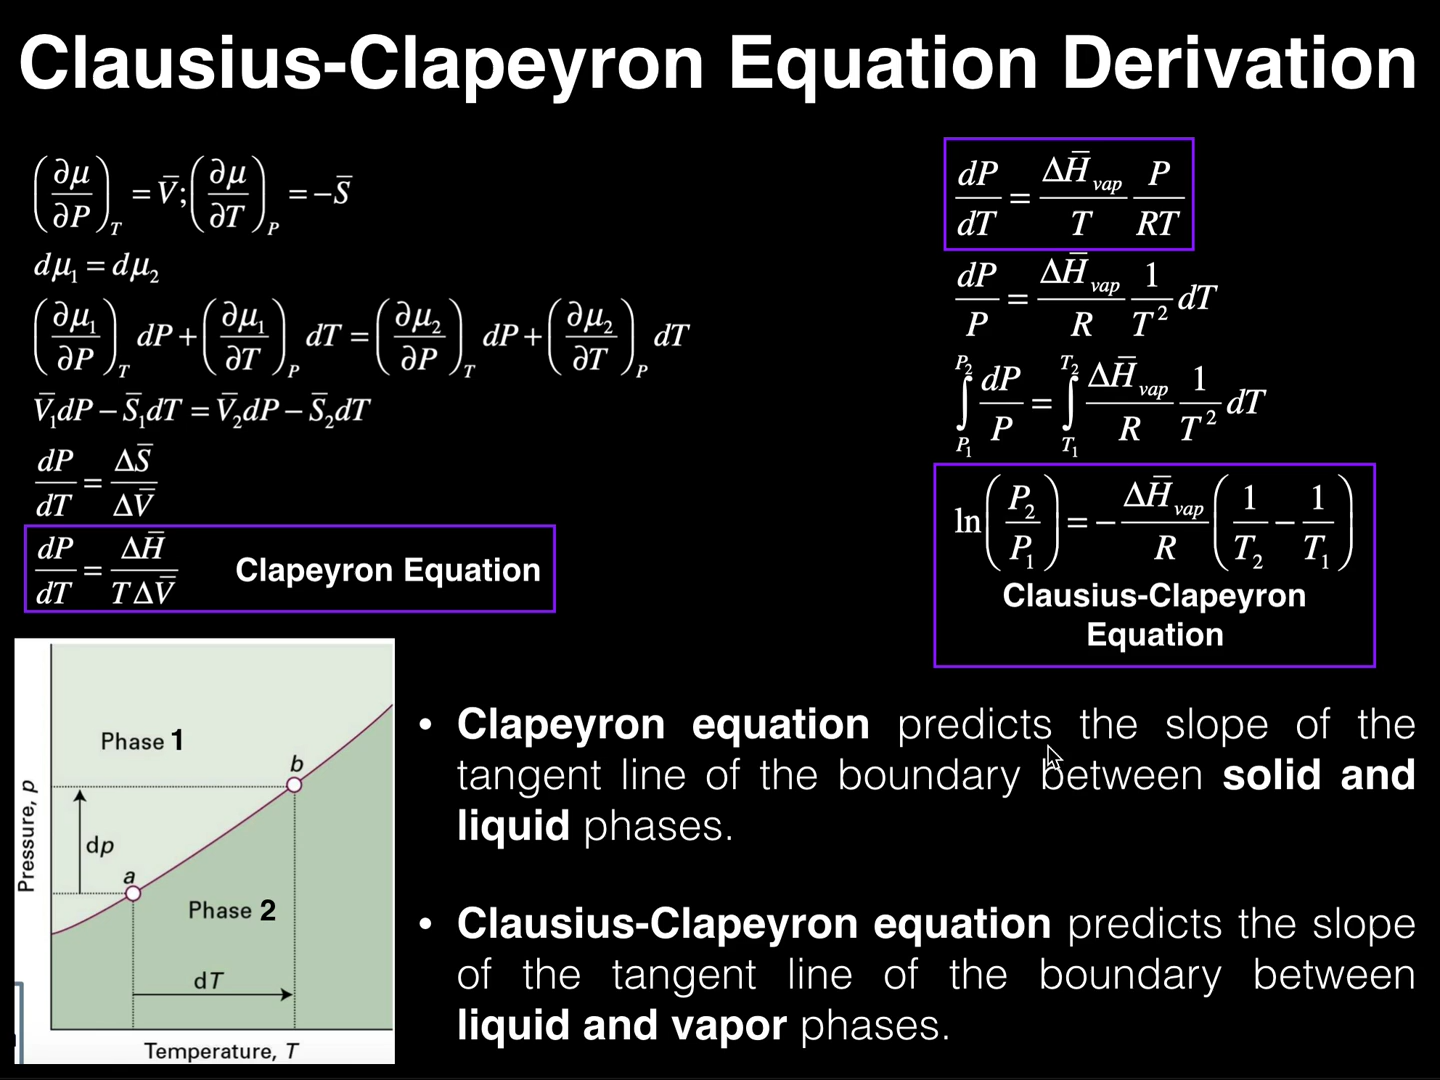 Clausius-Clapeyron Equation Derivation
(∂μ/∂P)_T = V̅; (∂μ/∂T)_P = −S̅
dμ₁ = dμ₂
(∂μ₁/∂P)_T dP + (∂μ₁/∂T)_P dT = (∂μ₂/∂P)_T dP + (∂μ₂/∂T)_P dT
V̅₁dP − S̅₁dT = V̅₂dP − S̅₂dT
dP/dT = ΔS̅/ΔV̅
dP/dT = ΔH̅/TΔV̅ Clapeyron Equation
dP/dT = ΔH̅_vap/T P/RT
dP/P = ΔH̅_vap/R 1/T² dT
∫_P₁^P₂ dP/P = ∫_T₁^T₂ ΔH̅_vap/R 1/T² dT
ln(P₂/P₁) = − ΔH̅_vap/R (1/T₂ − 1/T₁)
Clausius-Clapeyron
Equation
Pressure, p
Phase 1
b
dp
a
Phase 2
dT
Temperature, T
• Clapeyron equation predicts the slope of the
tangent line of the boundary between solid and
liquid phases.
• Clausius-Clapeyron equation predicts the slope
of the tangent line of the boundary between
liquid and vapor phases.